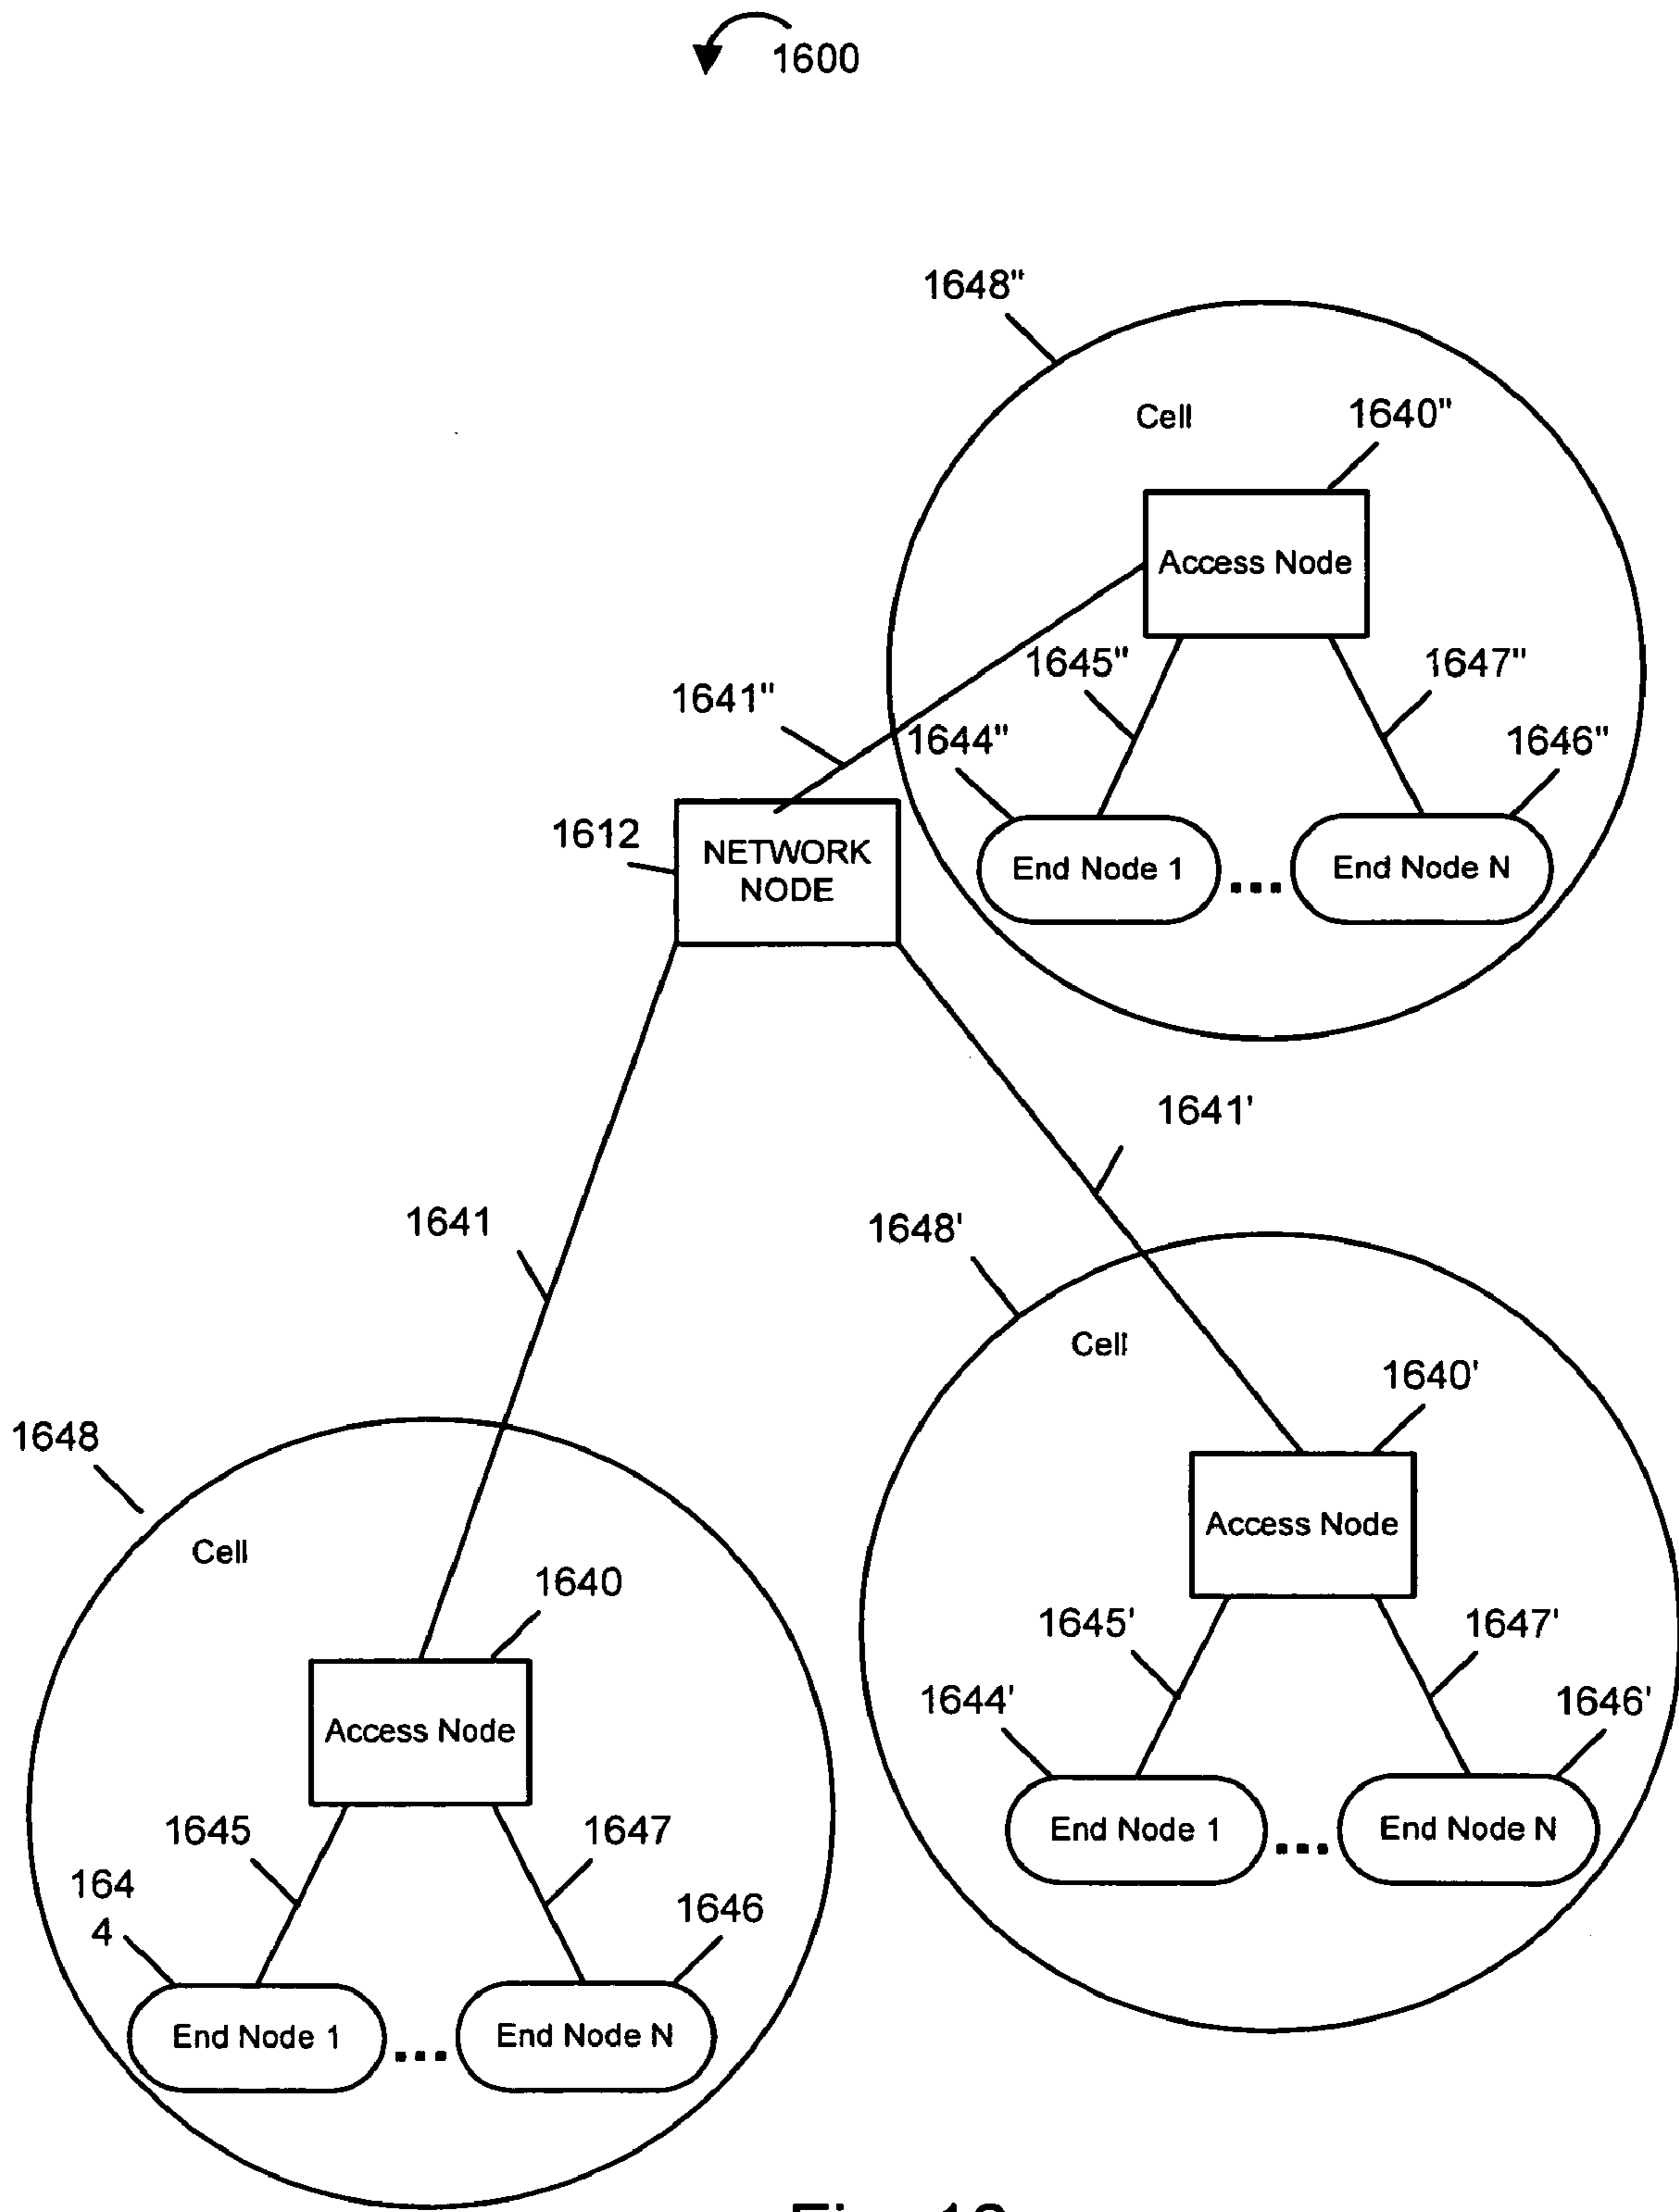 1600
1648"
Cell
1640"
Access Node
1645"
1647"
1641"
1644"
1646"
1612
NETWORK
NODE
End Node 1
...
End Node N
1641'
1641
1648'
Cell
1640'
1648
Access Node
Cell
1640
1645'
1647'
1644'
1646'
Access Node
1645
1647
End Node 1
...
End Node N
164
4
1646
End Node 1
...
End Node N